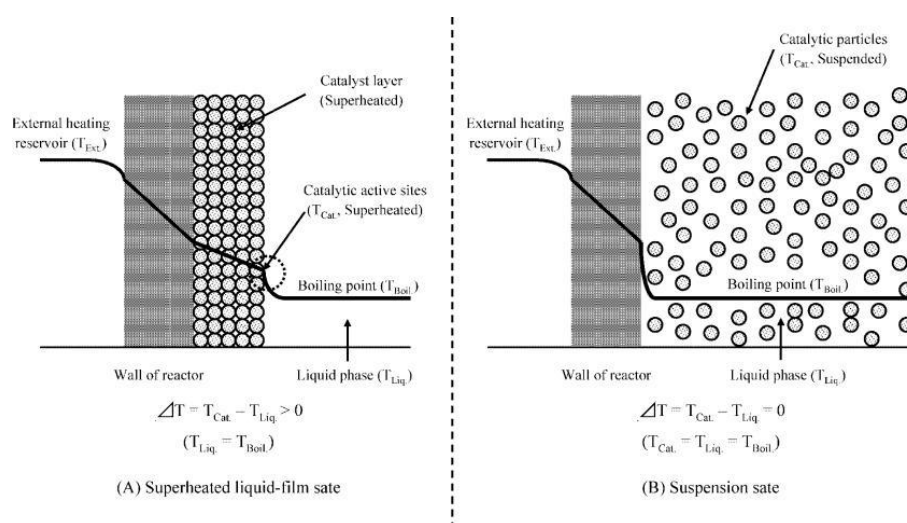 Catalyst layer
(Superheated)
External heating
reservoir (T_Ext.)
Catalytic active sites
(T_Cat., Superheated)
Boiling point (T_Boil.)
Wall of reactor
Liquid phase (T_Liq.)
⊿T = T_Cat. – T_Liq. > 0
(T_Liq. = T_Boil.)
(A) Superheated liquid-film sate
Catalytic particles
(T_Cat., Suspended)
External heating
reservoir (T_Ext.)
Boiling point (T_Boil.)
Wall of reactor
Liquid phase (T_Liq.)
⊿T = T_Cat. – T_Liq. = 0
(T_Cat. = T_Liq. = T_Boil.)
(B) Suspension sate